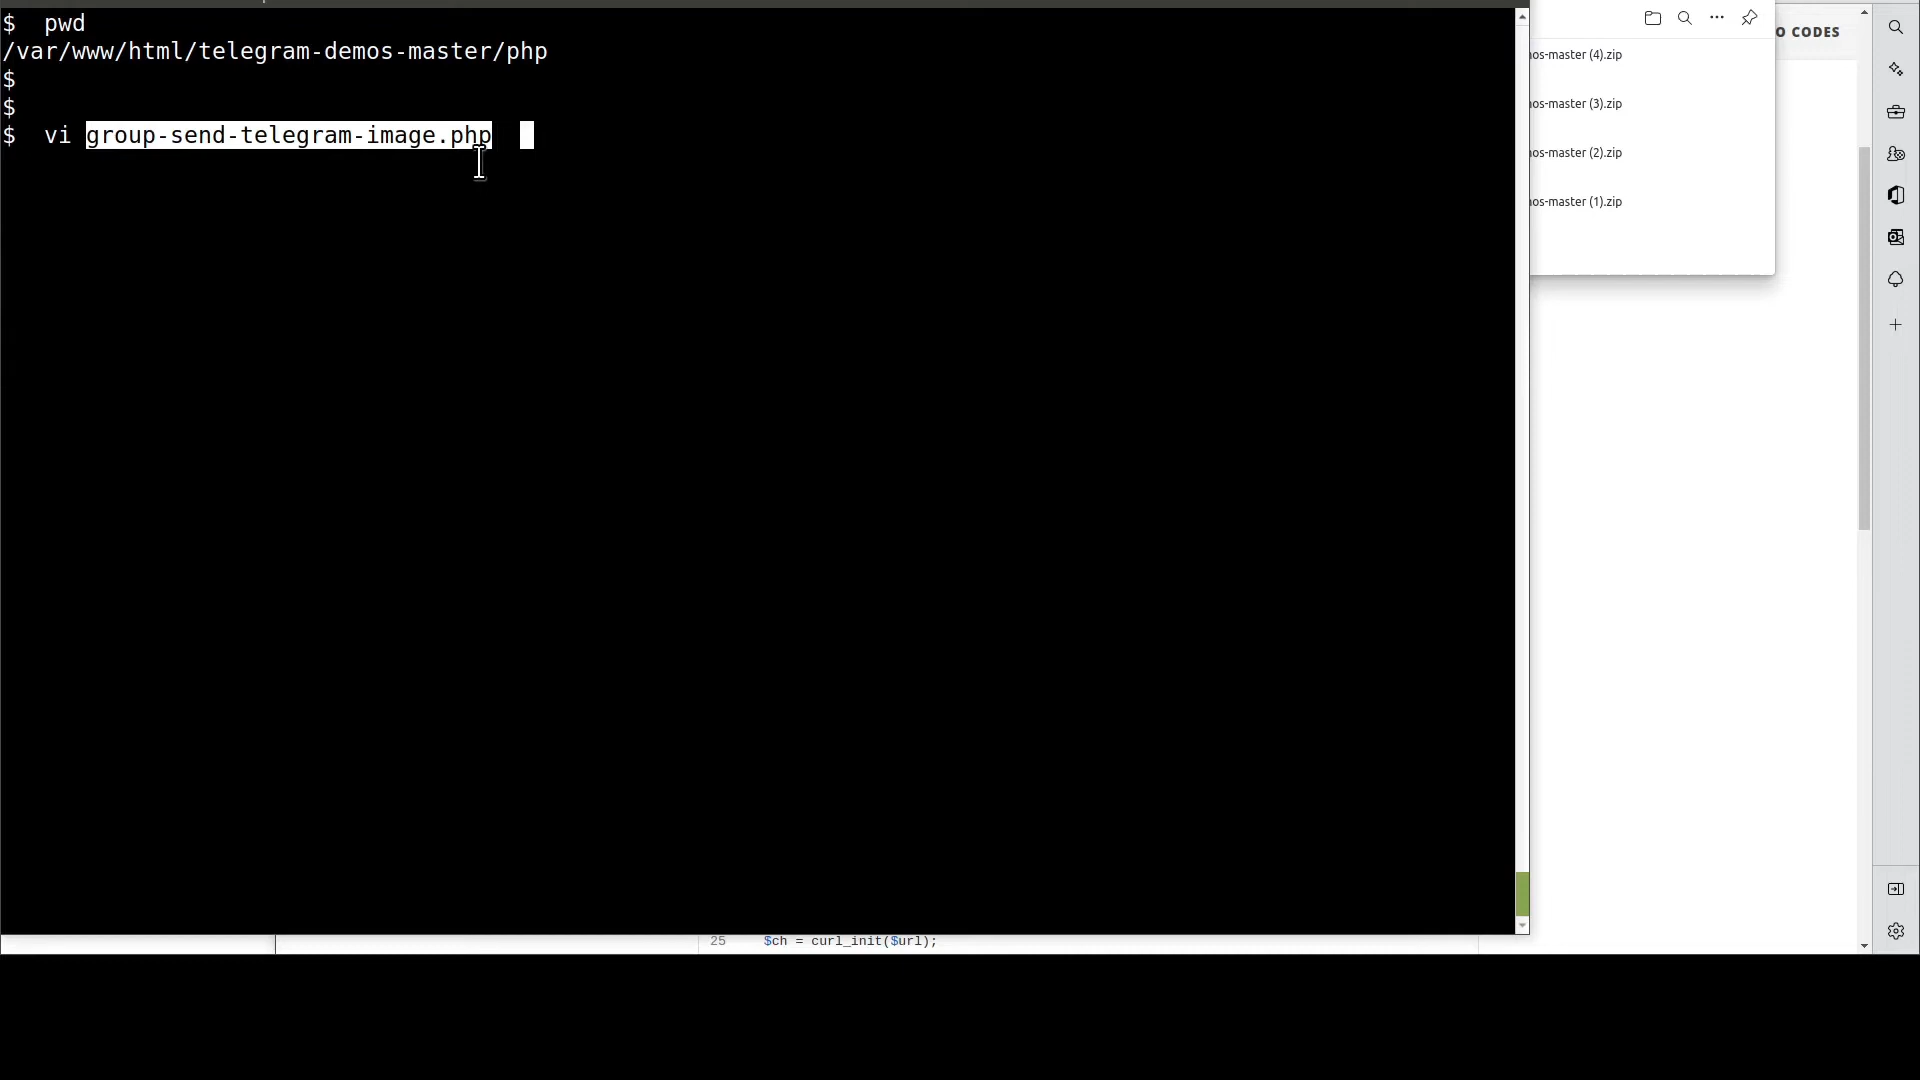 $  pwd
/var/www/html/telegram-demos-master/php
$
$
$  vi group-send-telegram-image.php
O CODES
os-master (4).zip
os-master (3).zip
os-master (2).zip
os-master (1).zip
25    $ch = curl_init($url);